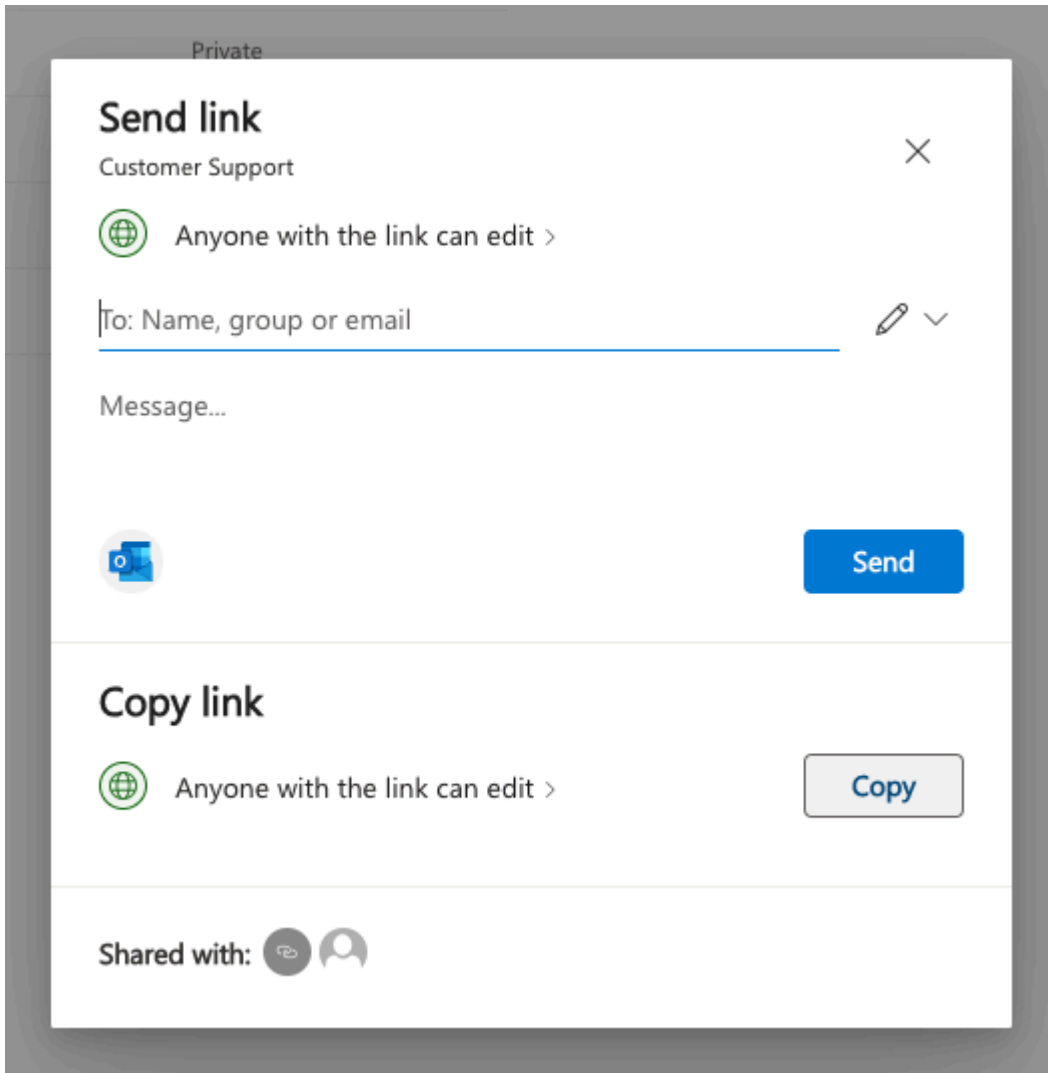 Private
Send link
Customer Support
Anyone with the link can edit >
To: Name, group or email
Message...
O
Send
Copy link
Anyone with the link can edit >
Copy
Shared with: